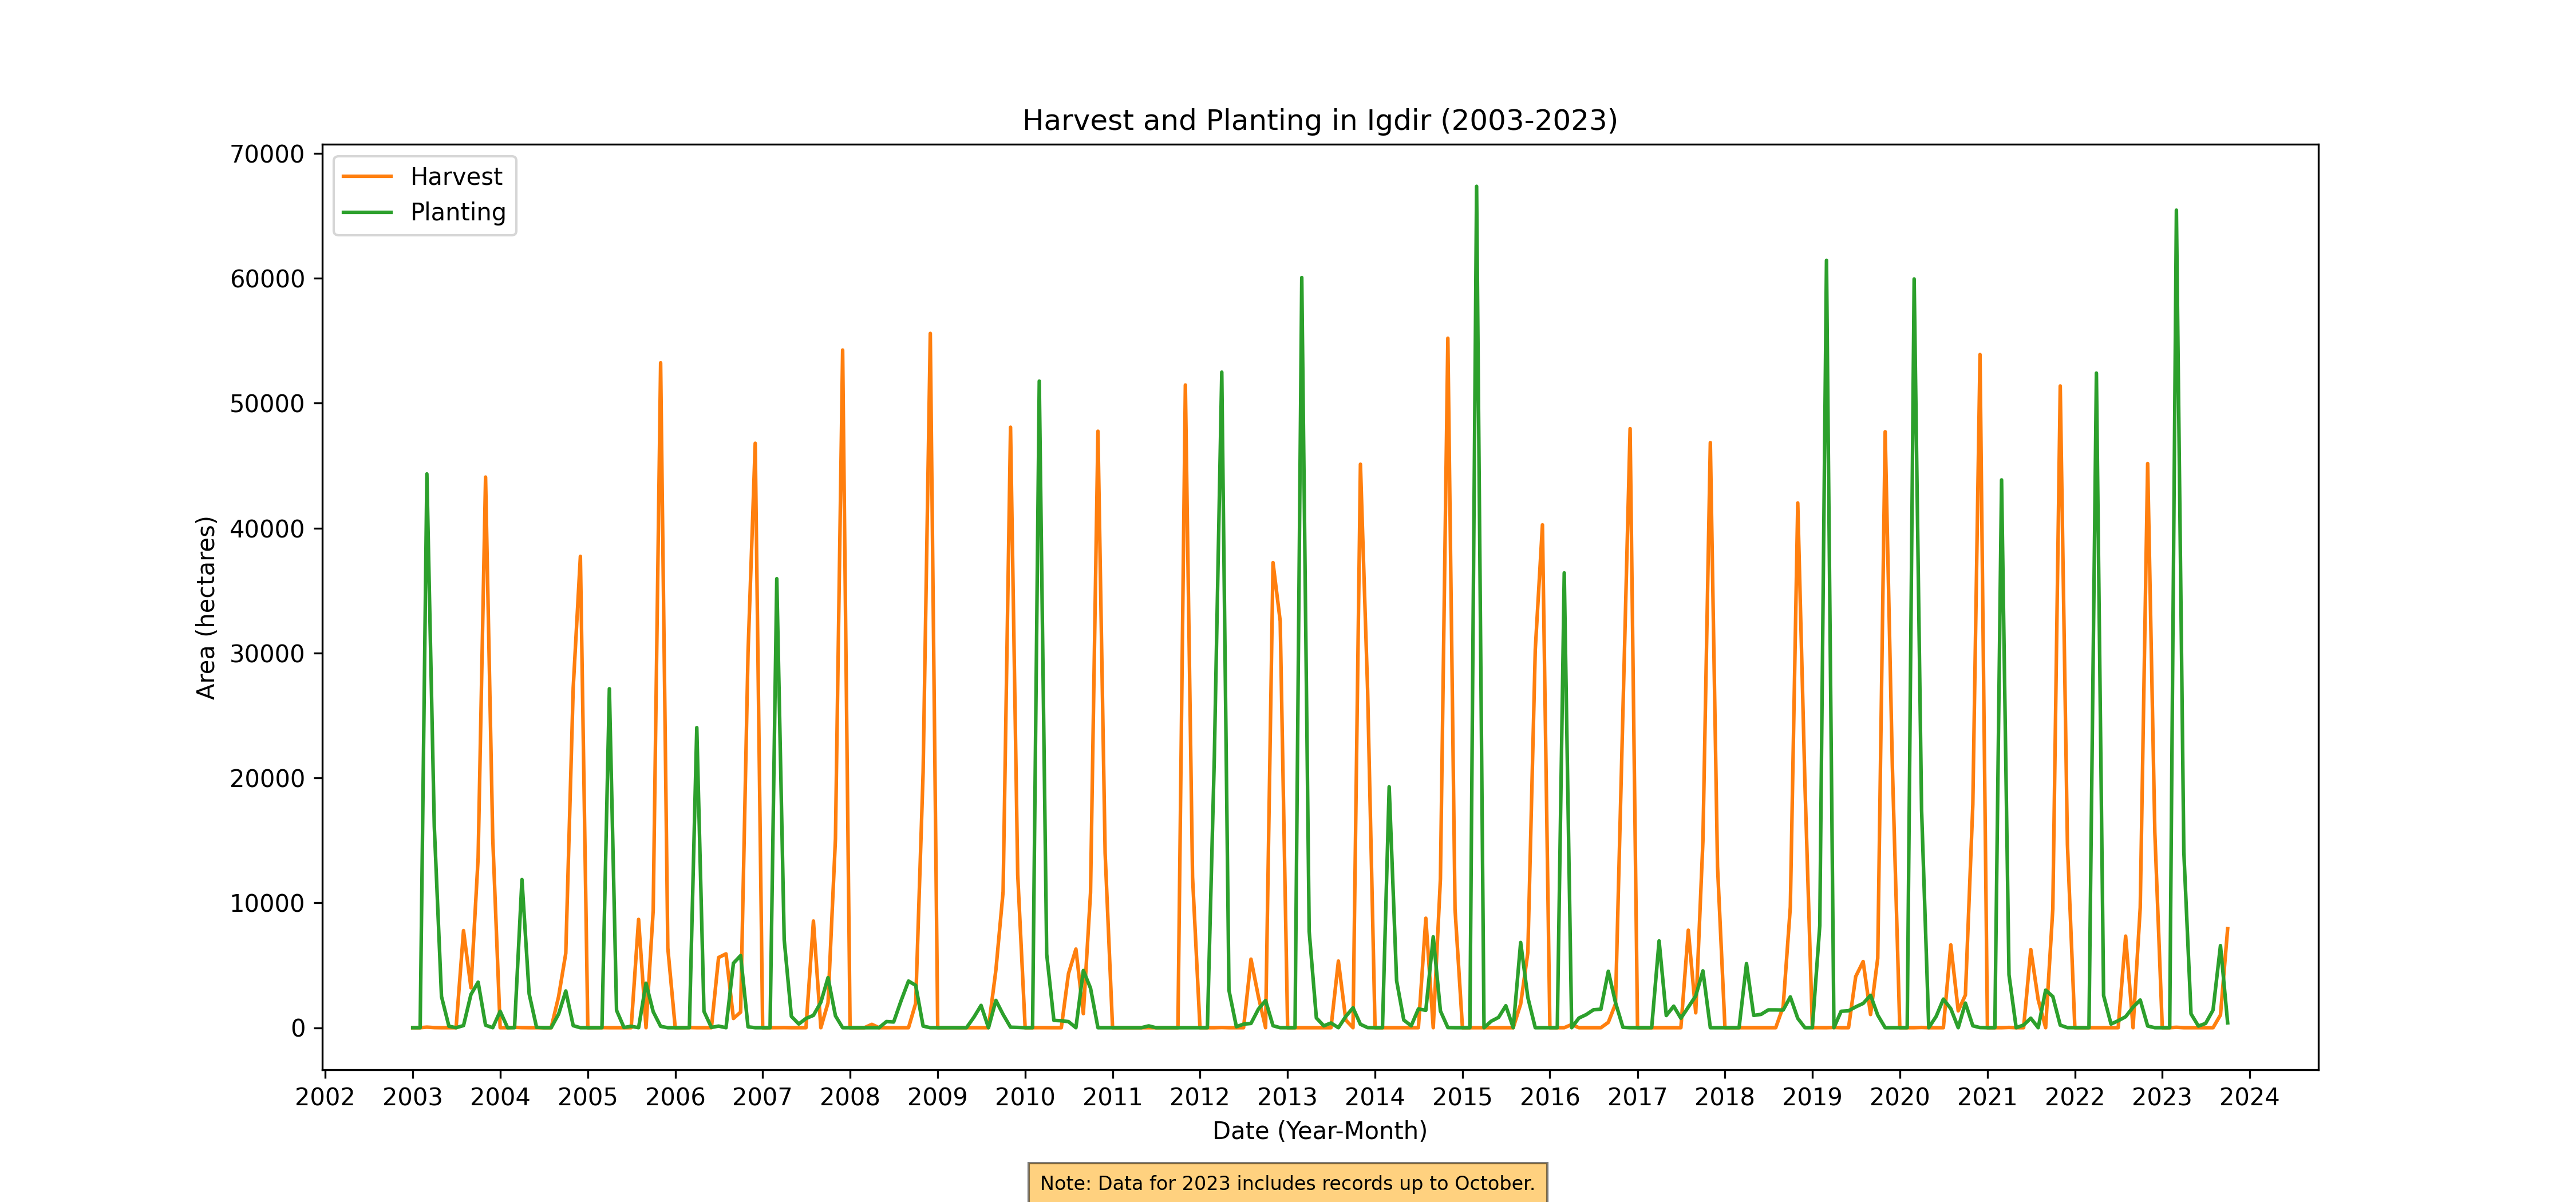 Harvest and Planting in Igdir (2003-2023)
70000
60000
50000
40000
30000
20000
10000
0
Area (hectares)
Harvest
Planting
2002 2003 2004 2005 2006 2007 2008 2009 2010 2011 2012 2013 2014 2015 2016 2017 2018 2019 2020 2021 2022 2023 2024
Date (Year-Month)
Note: Data for 2023 includes records up to October.